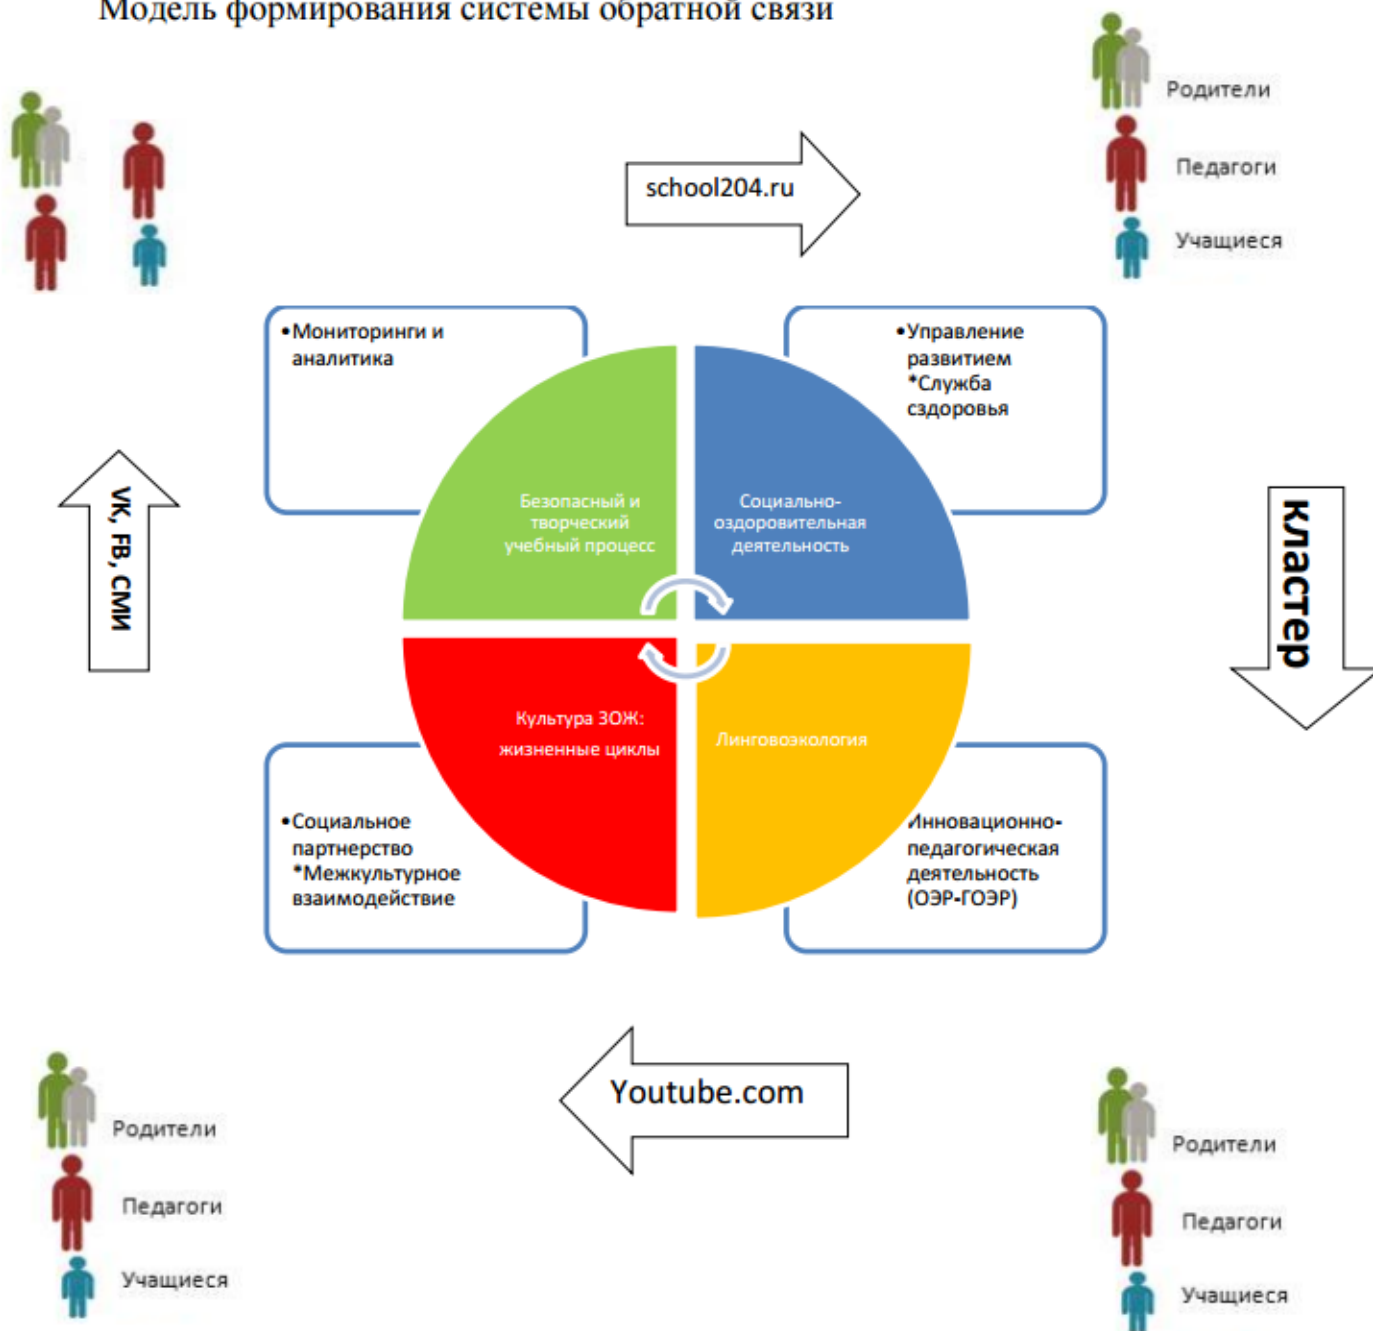 Модель формирования системы обратной связи
Родители
Педагоги
Учащиеся
school204.ru
•Мониторинги и
аналитика
•Управление
развитием
*Служба
сздоровья
VK, FB, СМИ
Безопасный и
творческий
учебный процесс
Социально-
оздоровительная
деятельность
кластер
Культура ЗОЖ:
жизненные циклы
Линговоэкология
•Социальное
партнерство
*Межкультурное
взаимодействие
Инновационно-
педагогическая
деятельность
(ОЭР-ГОЭР)
Youtube.com
Родители
Педагоги
Учащиеся
Родители
Педагоги
Учащиеся